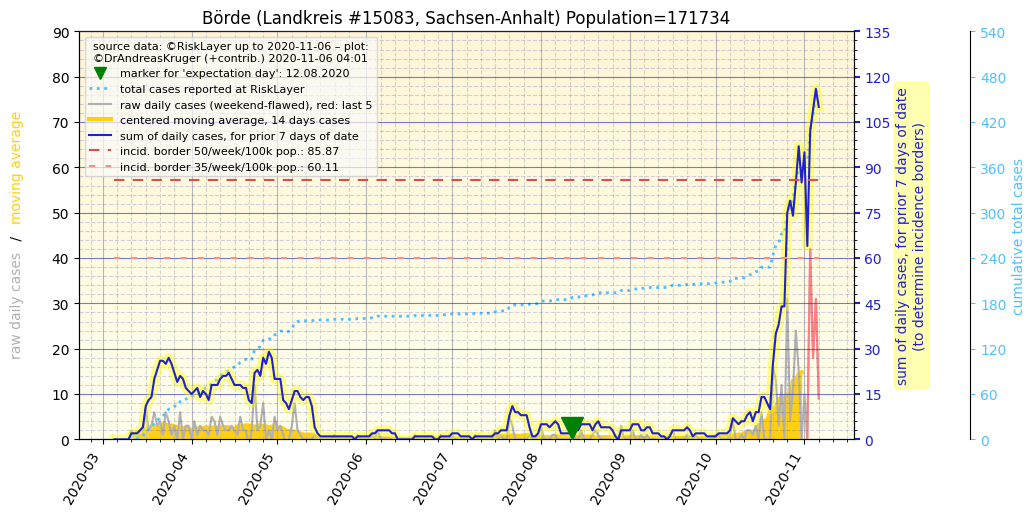 Börde (Landkreis #15083, Sachsen-Anhalt) Population=171734
source data: ©RiskLayer up to 2020-11-06 – plot:
©DrAndreasKruger (+contrib.) 2020-11-06 04:01
marker for 'expectation day': 12.08.2020
total cases reported at RiskLayer
raw daily cases (weekend-flawed), red: last 5
centered moving average, 14 days cases
sum of daily cases, for prior 7 days of date
incid. border 50/week/100k pop.: 85.87
incid. border 35/week/100k pop.: 60.11
raw daily cases / moving average
90
80
70
60
50
40
30
20
10
0
135
120
105
90
75
60
45
30
15
0
sum of daily cases, for prior 7 days of date
(to determine incidence borders)
540
480
420
360
300
240
180
120
60
0
cumulative total cases
2020-03
2020-04
2020-05
2020-06
2020-07
2020-08
2020-09
2020-10
2020-11